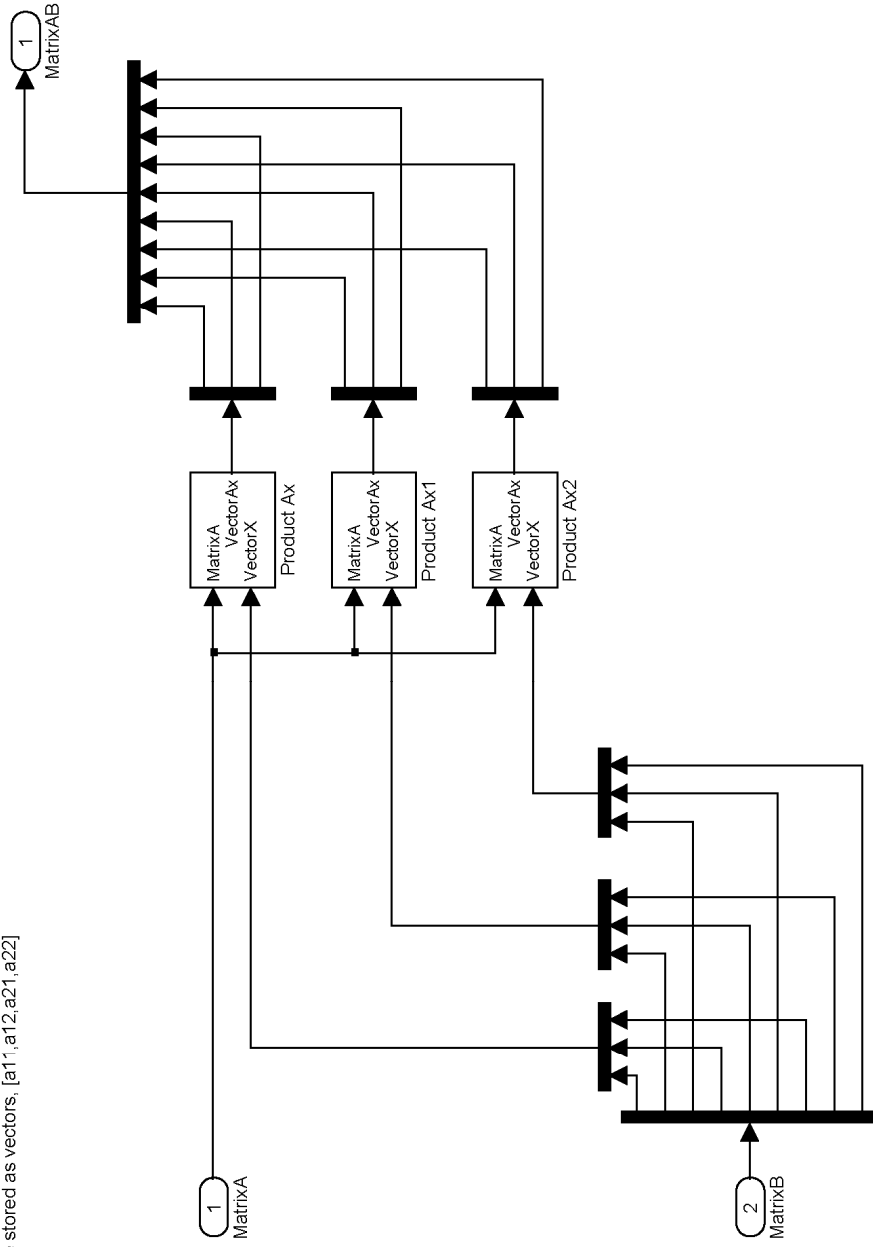 stored as vectors, [a11,a12,a21,a22]
1
MatrixA
2
MatrixB
MatrixA
VectorAx
VectorX
Product Ax
MatrixA
VectorAx
VectorX
Product Ax1
MatrixA
VectorAx
VectorX
Product Ax2
1
MatrixAB